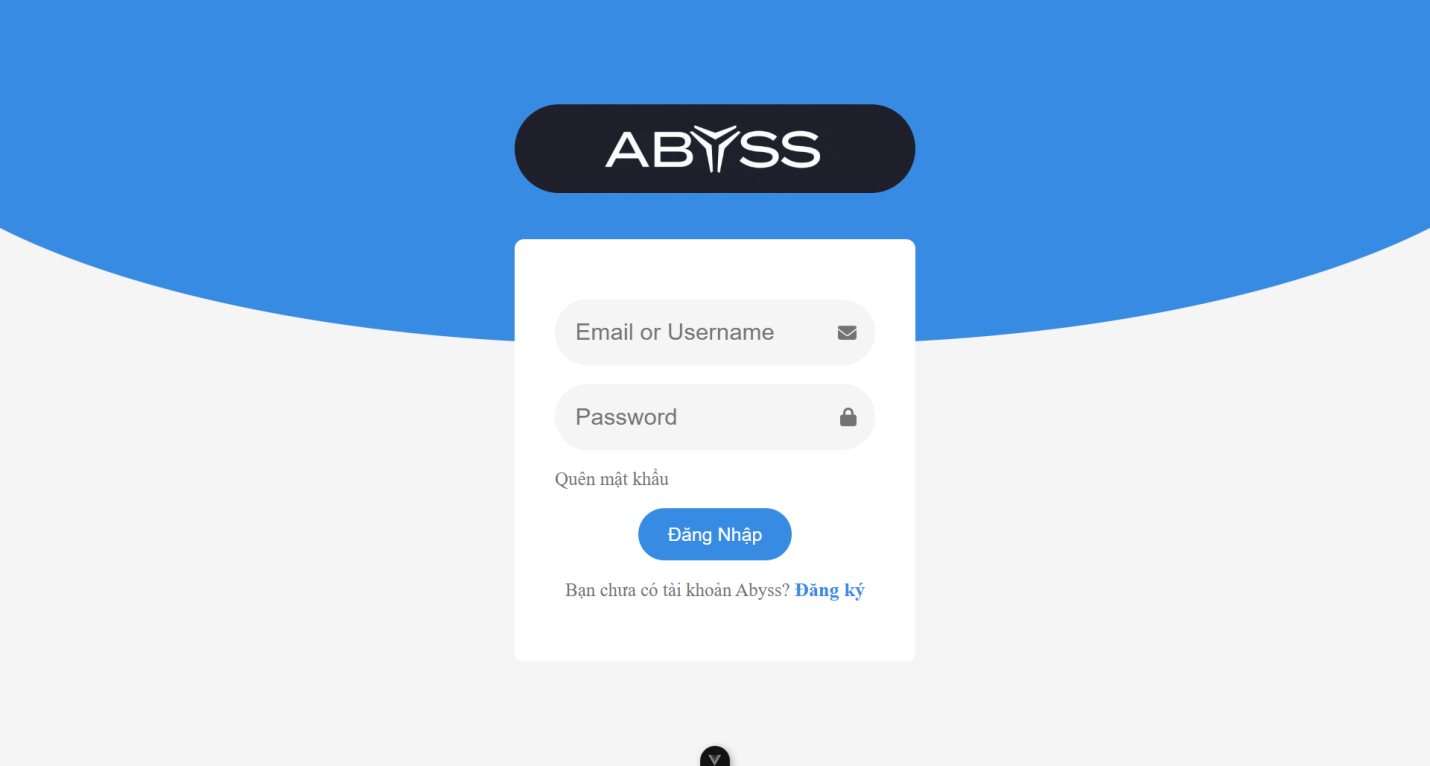 ABYSS
Email or Username
Password
Quên mật khẩu
Đăng Nhập
Bạn chưa có tài khoản Abyss? Đăng ký